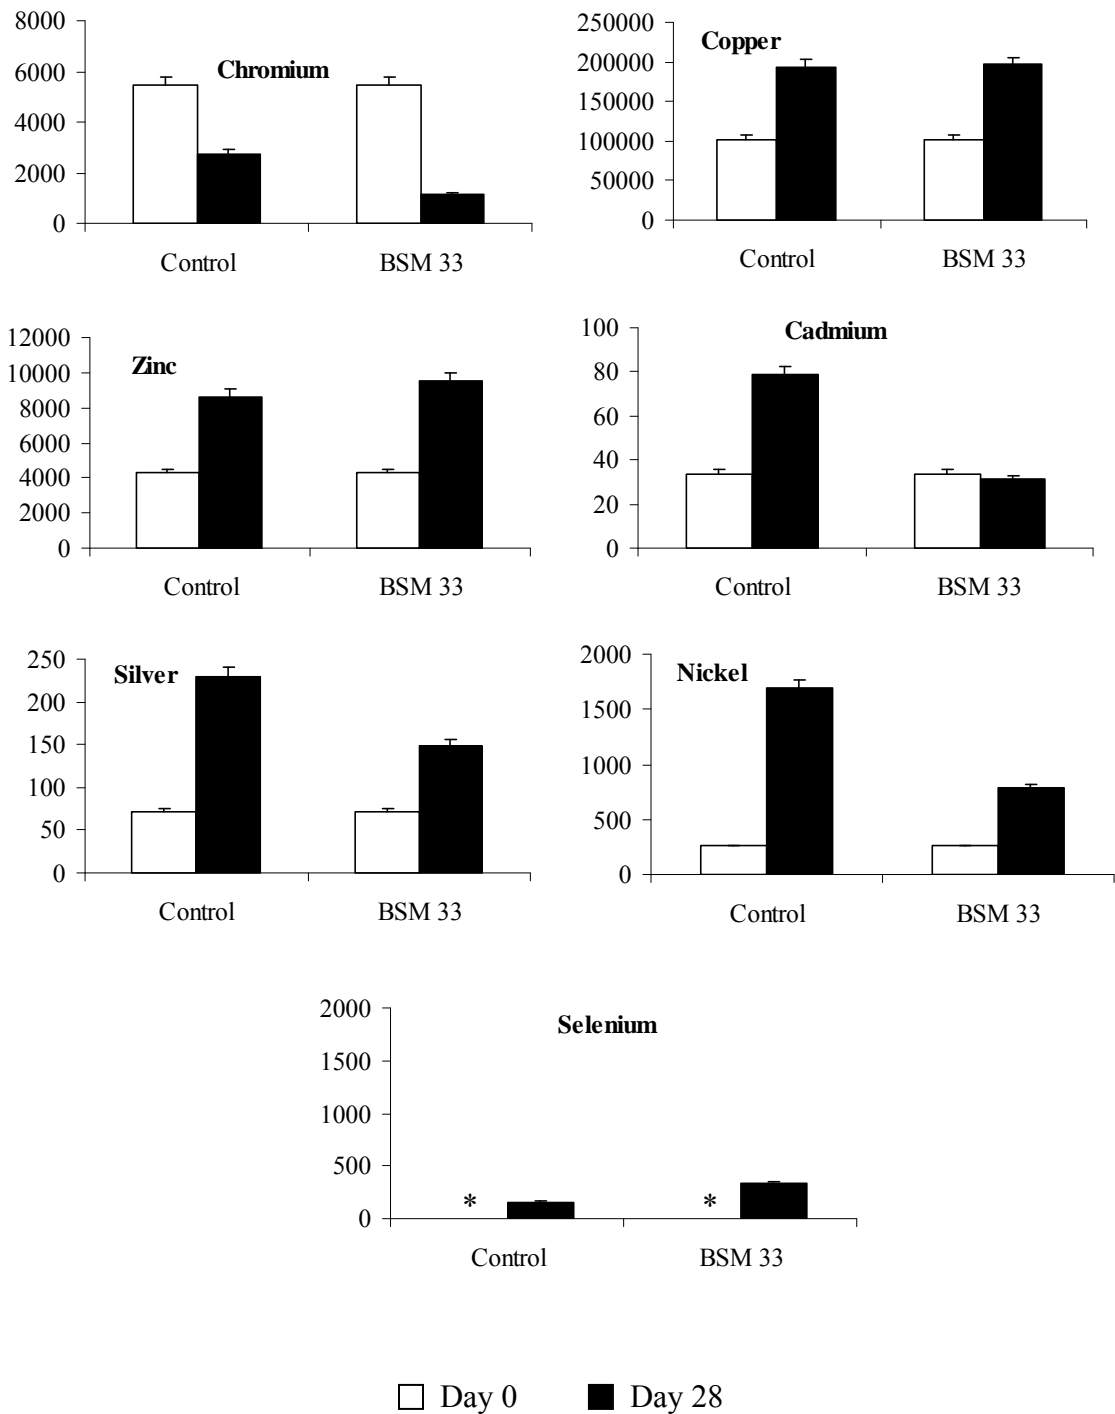 Chromium
8000
6000
4000
2000
0
Control BSM 33
Copper
250000
200000
150000
100000
50000
0
Control BSM 33
Zinc
12000
10000
8000
6000
4000
2000
0
Control BSM 33
Cadmium
100
80
60
40
20
0
Control BSM 33
Silver
250
200
150
100
50
0
Control BSM 33
Nickel
2000
1500
1000
500
0
Control BSM 33
Selenium
2000
1500
1000
500
0
* *
Control BSM 33
Day 0 Day 28